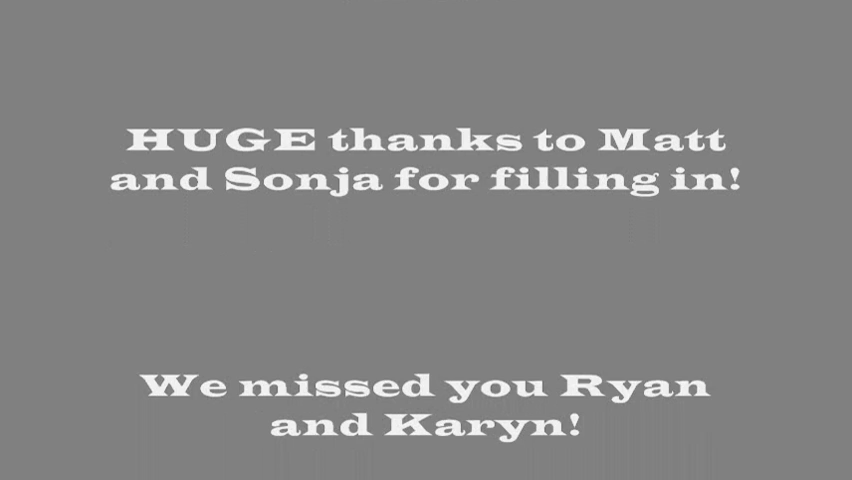 HUGE thanks to Matt
and Sonja for filling in!
We missed you Ryan
and Karyn!